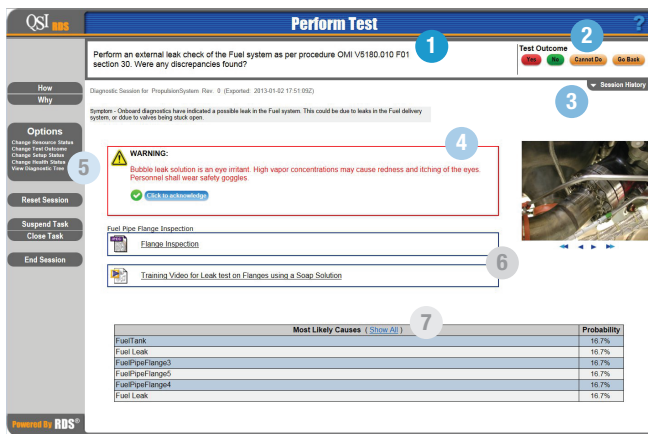 QSI RDS
Perform Test
?
1
2
Perform an external leak check of the Fuel system as per procedure OMI V5180.010 F01
section 30. Were any discrepancies found?
Test Outcome
Yes No Cannot Do Go Back
How
Why
Diagnostic Session for PropulsionSystem Rev. 0 (Exported 2013-01-02 17:51:09Z)
3
Session History
Symptom - Onboard diagnostics have indicated a possible leak in the Fuel system. This could be due to leaks in the Fuel delivery
system, or ddue to valves being stuck open.
Options
Change Resource Status
Change Test Outcome
Change Setup Status
Change Health Status
View Diagnostic Tree
5
4
WARNING:
Bubble leak solution is an eye irritant. High vapor concentrations may cause redness and itching of the eyes.
Personnel shall wear safety goggles.
Click to acknowledge
Reset Session
Suspend Task
Close Task
End Session
Fuel Pipe Flange Inspection
Flange Inspection
6
Training Video for Leak test on Flanges using a Soap Solution
7
Most Likely Causes ( Show All ) Probability
FuelTank 16.7%
Fuel Leak 16.7%
FuelPipeFlange3 16.7%
FuelPipeFlange5 16.7%
FuelPipeFlange4 16.7%
Fuel Leak 16.7%
Powered By RDS®